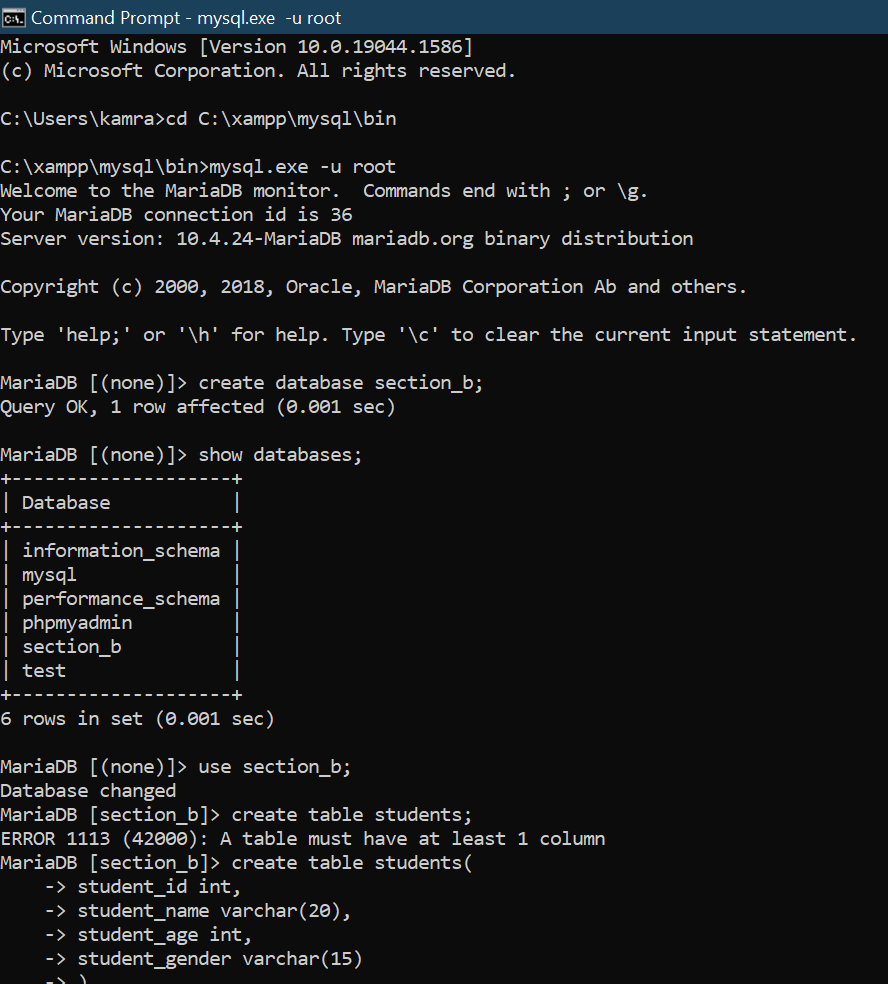 Command Prompt - mysql.exe  -u root
Microsoft Windows [Version 10.0.19044.1586]
(c) Microsoft Corporation. All rights reserved.
C:\Users\kamra>cd C:\xampp\mysql\bin
C:\xampp\mysql\bin>mysql.exe -u root
Welcome to the MariaDB monitor.  Commands end with ; or \g.
Your MariaDB connection id is 36
Server version: 10.4.24-MariaDB mariadb.org binary distribution
Copyright (c) 2000, 2018, Oracle, MariaDB Corporation Ab and others.
Type 'help;' or '\h' for help. Type '\c' to clear the current input statement.
MariaDB [(none)]> create database section_b;
Query OK, 1 row affected (0.001 sec)
MariaDB [(none)]> show databases;
+--------------------+
| Database           |
+--------------------+
| information_schema |
| mysql              |
| performance_schema |
| phpmyadmin         |
| section_b          |
| test               |
+--------------------+
6 rows in set (0.001 sec)
MariaDB [(none)]> use section_b;
Database changed
MariaDB [section_b]> create table students;
ERROR 1113 (42000): A table must have at least 1 column
MariaDB [section_b]> create table students(
    -> student_id int,
    -> student_name varchar(20),
    -> student_age int,
    -> student_gender varchar(15)
    -> )